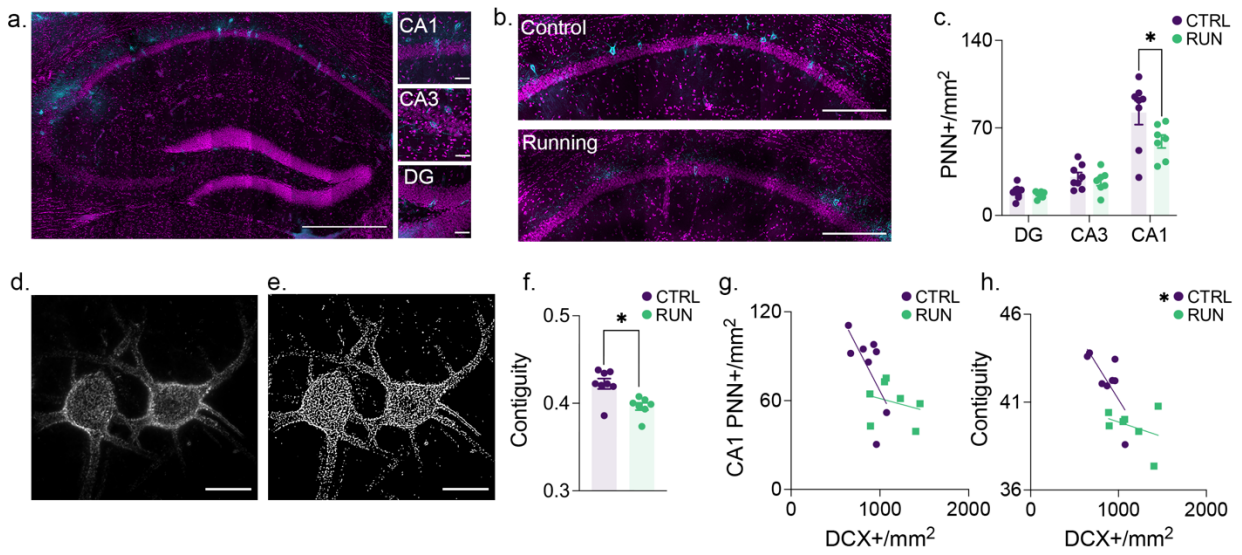 a.
CA1
CA3
DG
b.
Control
Running
c.
CTRL
RUN
*
140
70
0
PNN+/mm²
DG CA3 CA1
d.
e.
f.
CTRL
RUN
*
0.5
0.4
0.3
Contiguity
g.
120
90
60
30
0
CA1 PNN+/mm²
0 1000 2000
DCX+/mm²
h.
* CTRL
RUN
46
41
36
Contiguity
0 1000 2000
DCX+/mm²